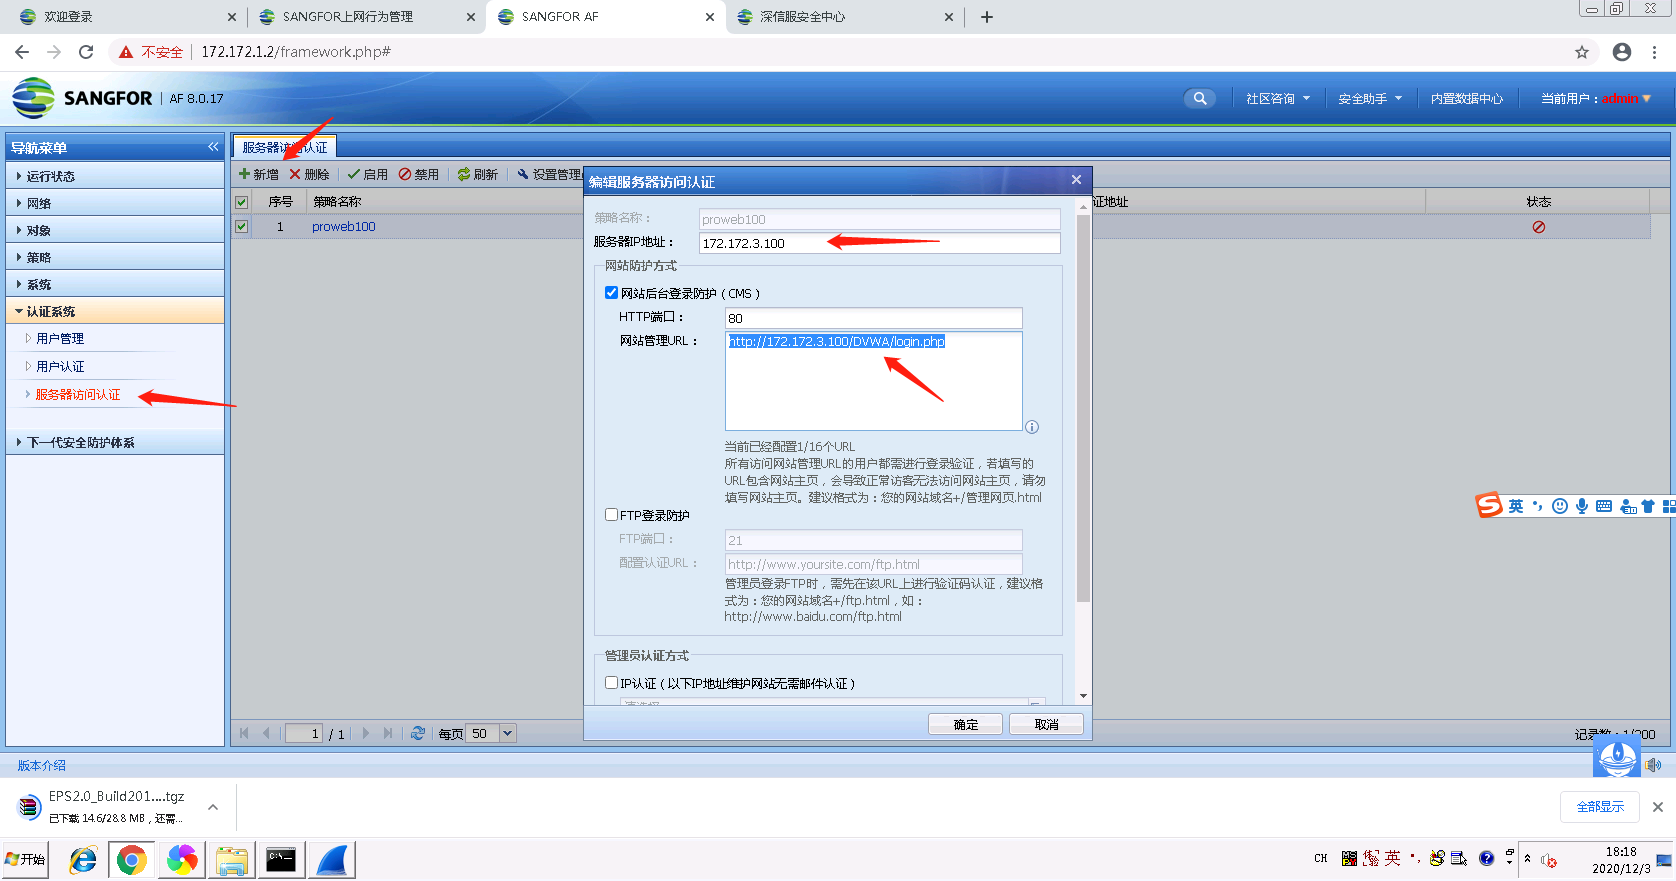 欢迎登录
SANGFOR上网行为管理
SANGFOR AF
深信服安全中心
不安全
172.172.1.2/framework.php#
SANGFOR
AF 8.0.17
社区咨询
安全助手
内置数据中心
当前用户：admin
导航菜单
运行状态
网络
对象
策略
系统
认证系统
用户管理
用户认证
服务器访问认证
下一代安全防护体系
服务器访问认证
新增
删除
启用
禁用
刷新
设置管理
序号
策略名称
证地址
状态
1
proweb100
编辑服务器访问认证
策略名称：
proweb100
服务器IP地址：
172.172.3.100
网站防护方式
网站后台登录防护（CMS）
HTTP端口：
80
网站管理URL：
http://172.172.3.100/DVWA/login.php
当前已经配置1/16个URL
所有访问网站管理URL的用户都需进行登录验证，若填写的
URL包含网站主页，会导致正常访客无法访问网站主页，请勿
填写网站主页。建议格式为：您的网站域名+/管理网页.html
FTP登录防护
FTP端口：
21
配置认证URL：
http://www.yoursite.com/ftp.html
管理员登录FTP时，需先在该URL上进行验证码认证，建议格
式为：您的网站域名+/ftp.html，如：
http://www.baidu.com/ftp.html
管理员认证方式
IP认证（以下IP地址维护网站无需邮件认证）
确定
取消
1 / 1
每页 50
记录数：1/200
英
版本介绍
EPS2.0_Build201....tgz
已下载 14.6/28.8 MB，还需...
全部显示
开始
CH
英
18:18
2020/12/3